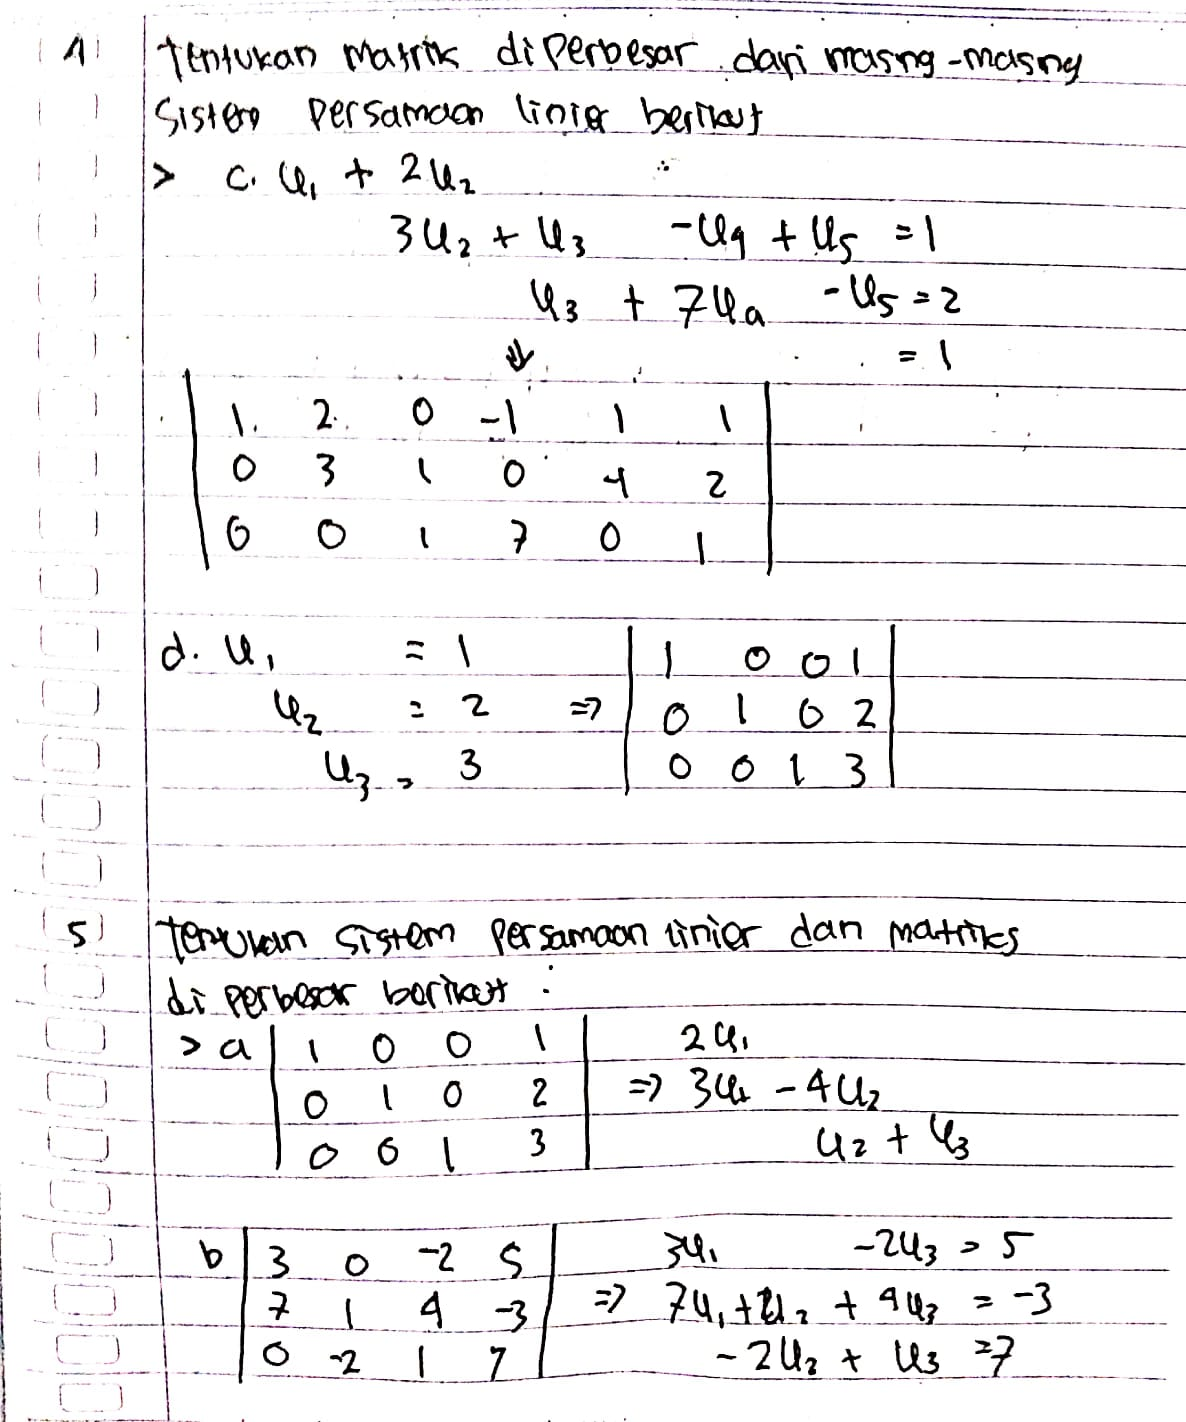 4 Tentukan Matrik diperbesar dari masng-masng
Sistem Persamaan linier berikut
> c. u₁ + 2u₂
3u₂ + u₃ -u₄ + u₅ = 1
u₃ + 7u₄ -u₅ = 2
= 1
1. 2. 0 -1 1 1
0 3 1 0 4 2
0 0 1 7 0 1
d. u₁ = 1 | 1 0 0 1 |
u₂ = 2 => | 0 1 0 2 |
u₃ = 3 | 0 0 1 3 |
5 Tentukan sistem persamaan linier dan matriks
di perbesar berikut :
> a | 1 0 0 1 | 2u₁
| 0 1 0 2 | => 3u₁ - 4u₂
| 0 0 1 3 | u₂ + u₃
b | 3 0 -2 5 | 3u₁ -2u₃ = 5
| 7 1 4 -3 | => 7u₁ + u₂ + 4u₃ = -3
| 0 -2 1 7 | -2u₂ + u₃ = 7